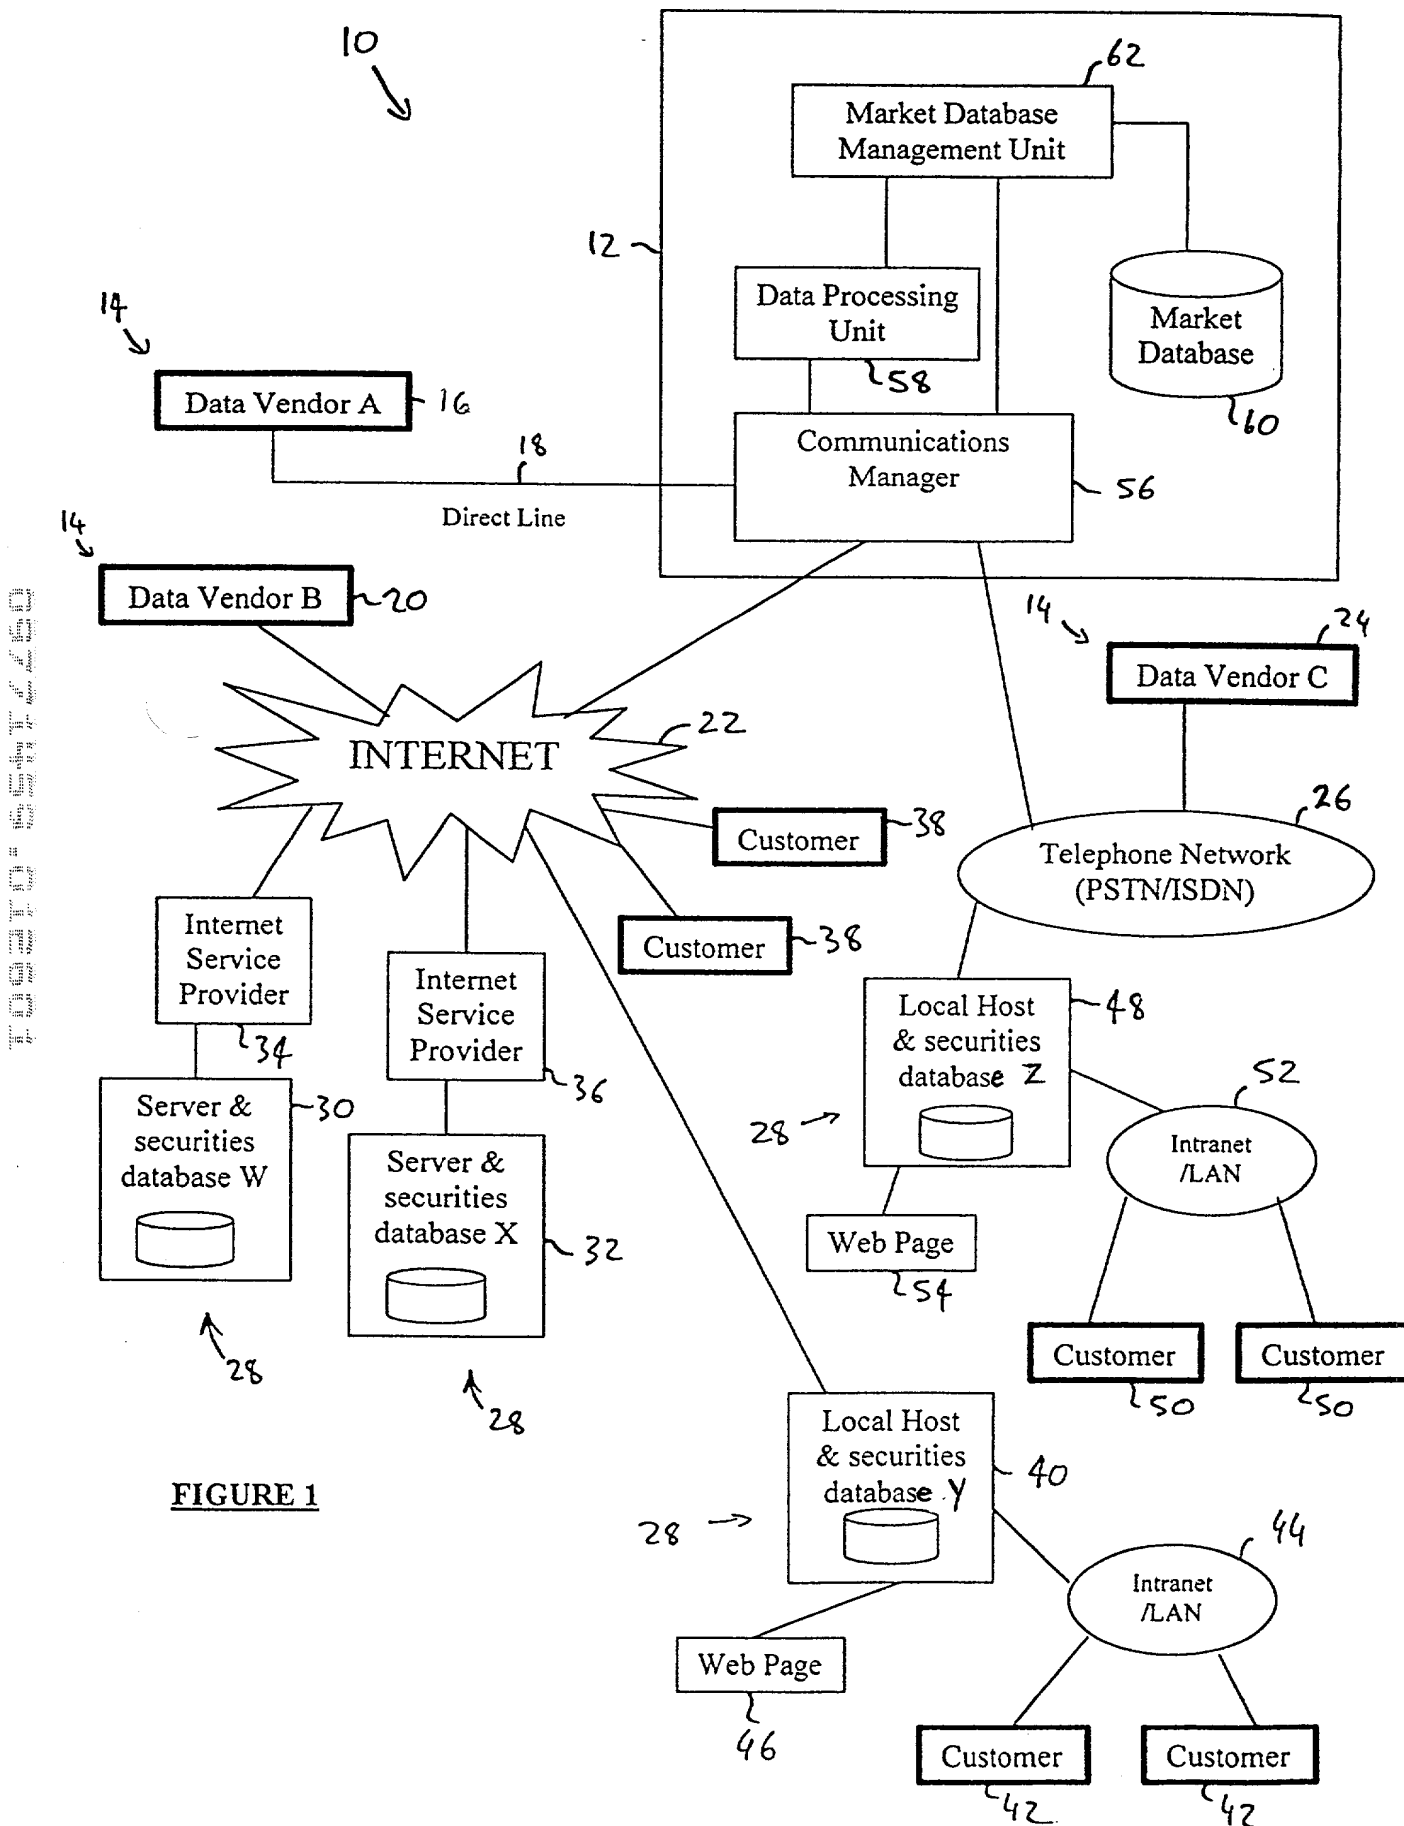 10
62
Market Database
Management Unit
12
Data Processing
Unit
58
Market
Database
60
14
Data Vendor A
16
18
Direct Line
Communications
Manager
56
14
Data Vendor B
20
14
24
Data Vendor C
INTERNET
22
26
Telephone Network
(PSTN/ISDN)
Customer
38
Customer
38
Internet
Service
Provider
34
Internet
Service
Provider
36
Local Host
& securities
database Z
48
28
52
Intranet
/LAN
Server &
securities
database W
30
28
Server &
securities
database X
32
28
Web Page
54
Customer
50
Customer
50
Local Host
& securities
database Y
40
28
44
Intranet
/LAN
Web Page
46
Customer
42
Customer
42
FIGURE 1